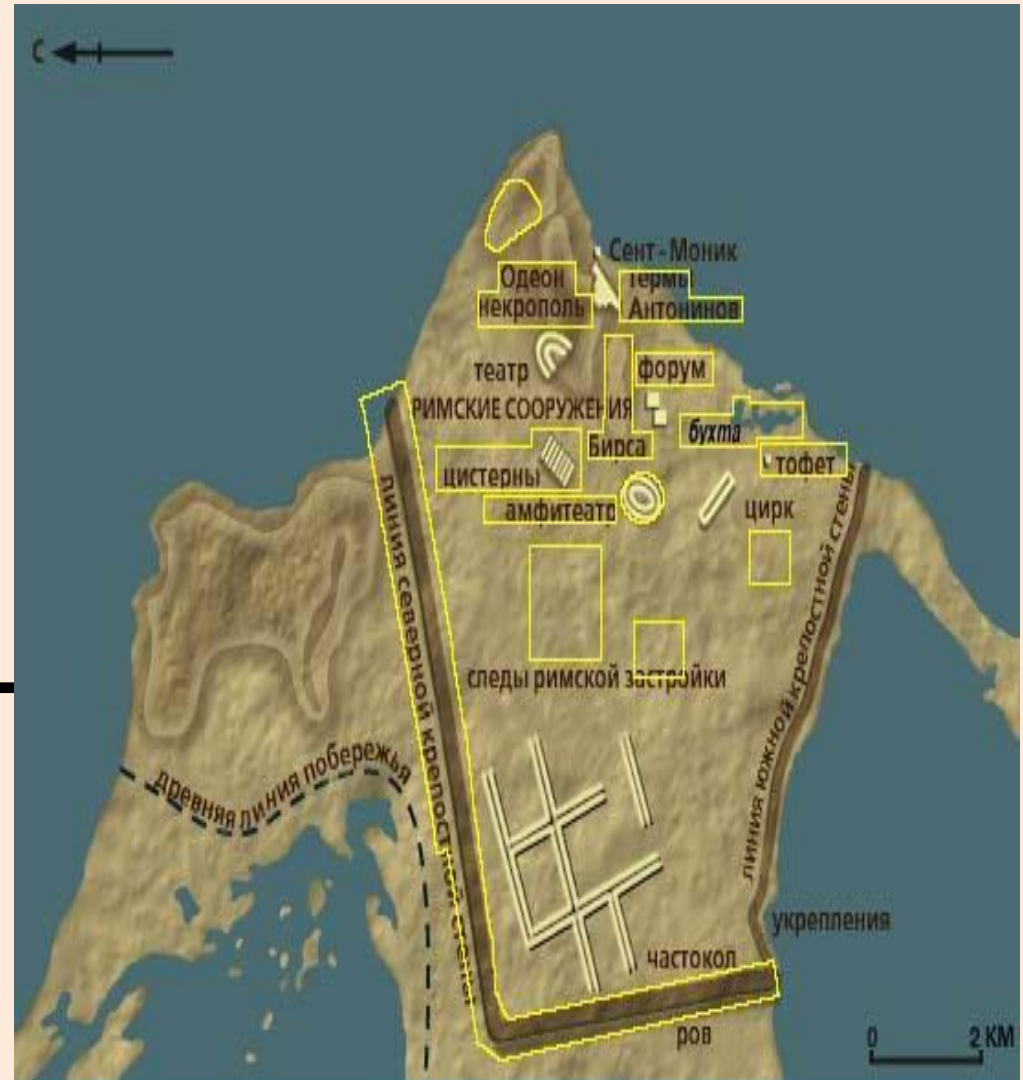 С
Сент - Моник
Одеон
некрополь
Термы
Антонинов
театр
форум
РИМСКИЕ СООРУЖЕНИЯ
бухта
Бирса
тофет
цистерны
амфитеатр
цирк
линия северной крепостной стены
линия южной крепостной стены
следы римской застройки
древняя линия побережья
укрепления
частокол
ров
0 2 КМ